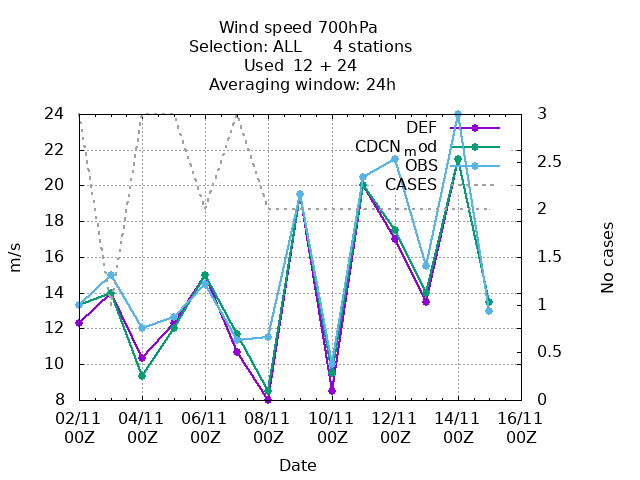 Wind speed 700hPa
Selection: ALL 4 stations
Used 12 + 24
Averaging window: 24h
24
22
20
18
16
14
12
10
8
m/s
3
2.5
2
1.5
1
0.5
0
No cases
DEF
CDCN_mod
OBS
CASES
02/11 04/11 06/11 08/11 10/11 12/11 14/11 16/11
00Z 00Z 00Z 00Z 00Z 00Z 00Z 00Z
Date